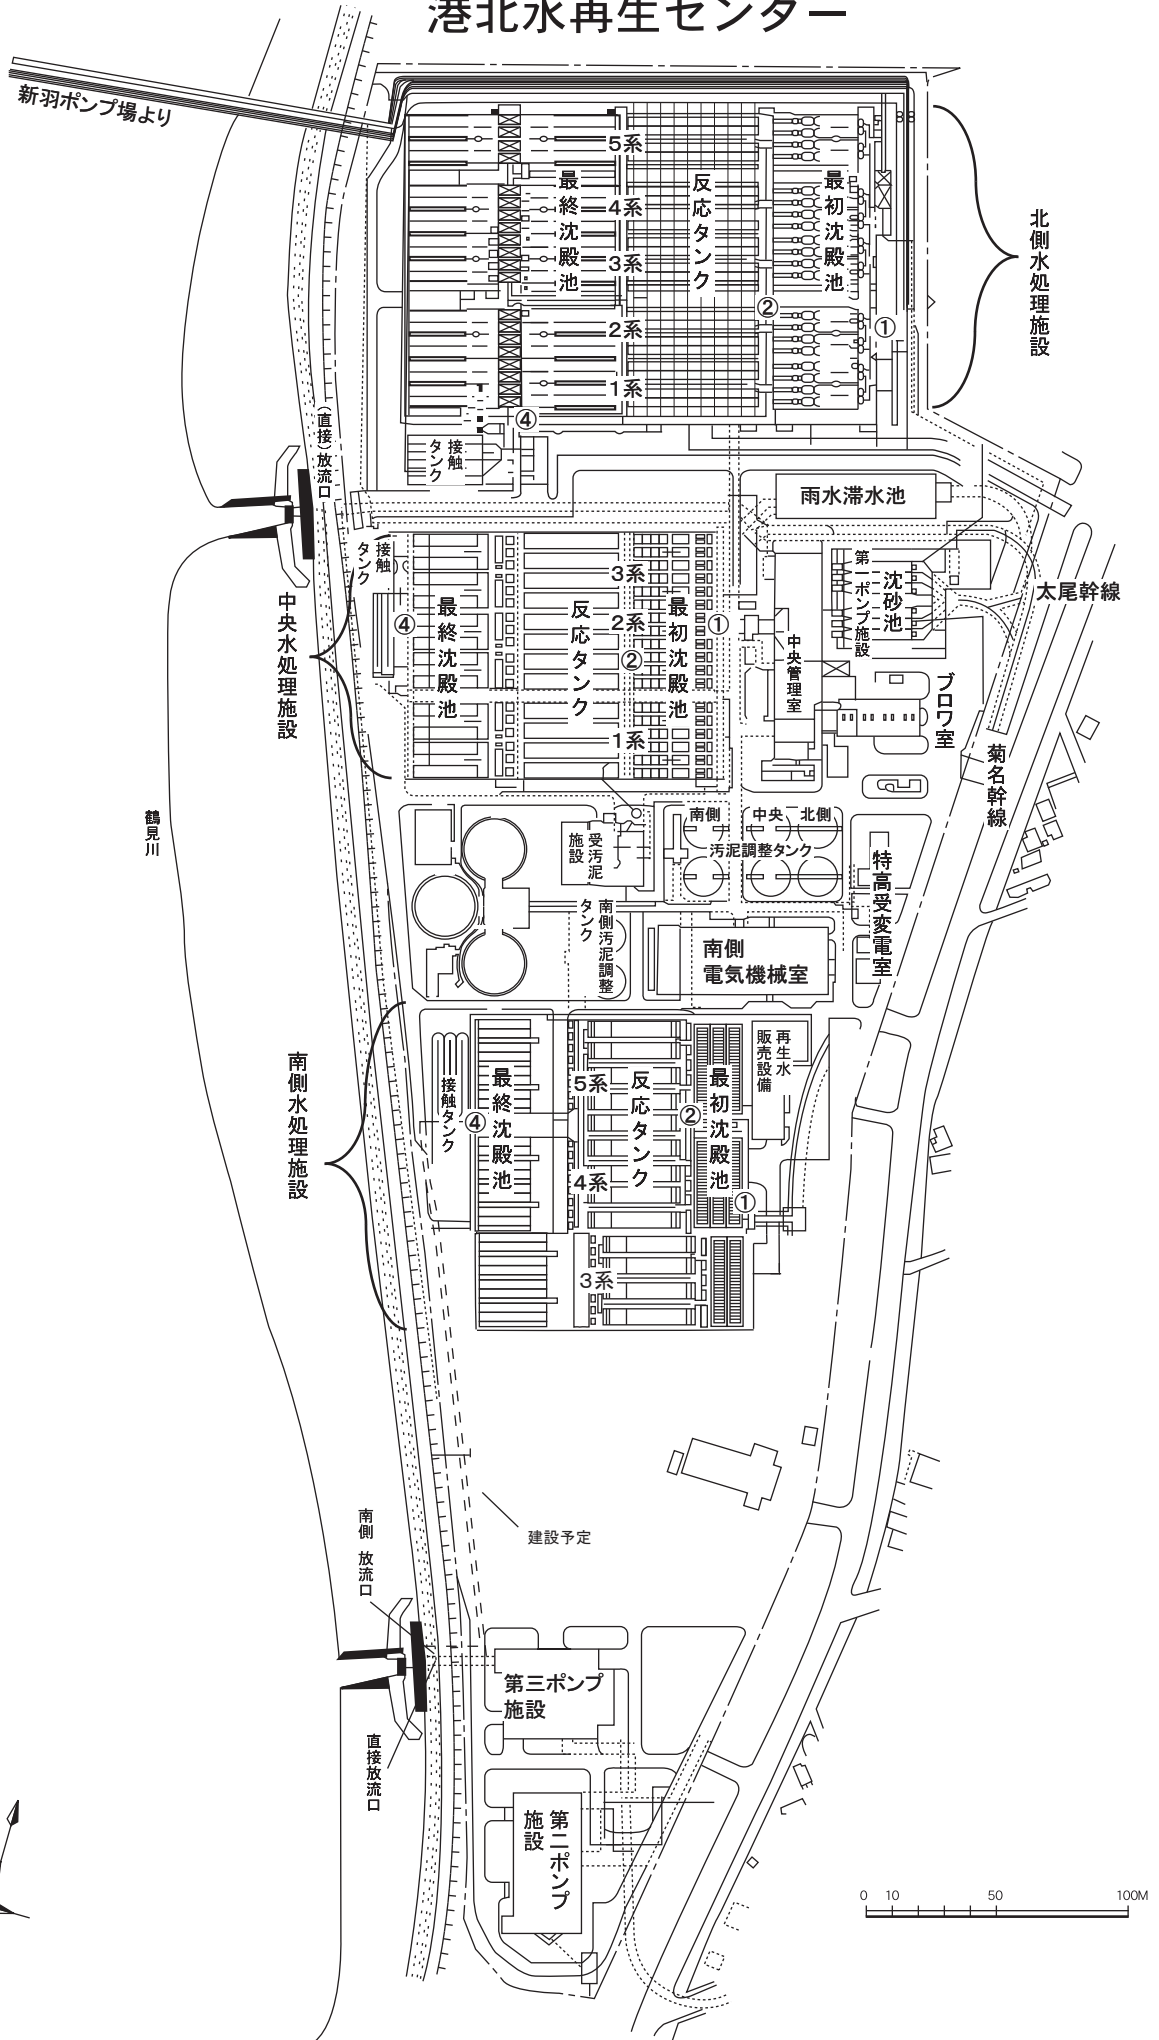 港北水再生センター
新羽ポンプ場より
5系
4系
3系
2系
1系
最終沈殿池
反応タンク
最初沈殿池
②
①
④
北側水処理施設
(直接)放流口
接触
タンク
雨水滞水池
接触
タンク
中央水処理施設
④
最終沈殿池
反応タンク
3系
2系
②
1系
最初沈殿池
①
中央管理室
第一ポンプ施設
沈砂池
太尾幹線
ブロワ室
菊名幹線
鶴見川
受汚泥
施設
南側
中央
北側
汚泥調整タンク
特高受変電室
南側汚泥調整
タンク
南側
電気機械室
南側水処理施設
接触タンク
④
最終沈殿池
5系
4系
3系
反応タンク
②
最初沈殿池
①
再生水
販売設備
建設予定
南側 放流口
直接放流口
第三ポンプ
施設
第二ポンプ
施設
0 10 50 100M